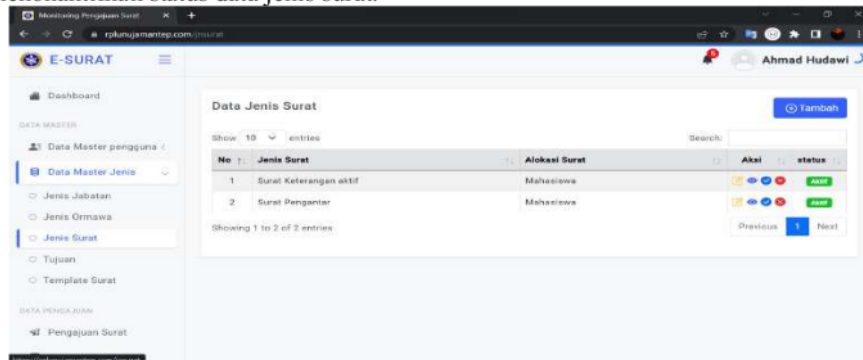 Monitoring Pengajuan Surat
rplunujamantep.com/jnsurat
E-SURAT
Ahmad Hudawi
Dashboard
DATA MASTER
Data Master pengguna
Data Master Jenis
Jenis Jabatan
Jenis Ormawa
Jenis Surat
Tujuan
Template Surat
DATA PENGAJUAN
Pengajuan Surat
Data Jenis Surat
Tambah
Show 10 entries
Search:
No Jenis Surat Alokasi Surat Aksi status
1 Surat Keterangan aktif Mahasiswa Aktif
2 Surat Pengantar Mahasiswa Aktif
Showing 1 to 2 of 2 entries
Previous 1 Next